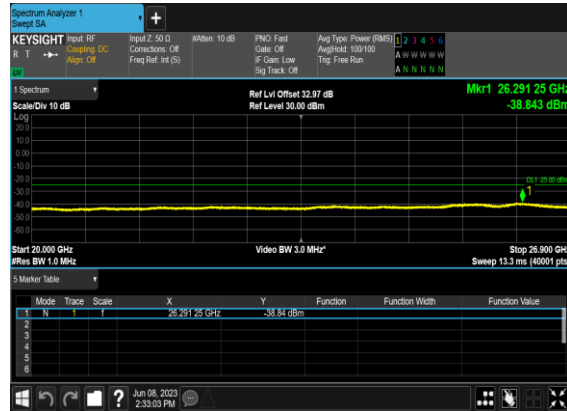 Spectrum Analyzer 1
Swept SA
+
KEYSIGHT Input: RF Input Z: 50 Ω #Atten: 10 dB PNO: Fast Avg Type: Power (RMS) 1 2 3 4 5 6
R T Coupling: DC Corrections: Off Gate: Off Avg|Hold: 100/100 A W W W W W
Align: Off Freq Ref: Int (S) IF Gain: Low Trig: Free Run
Sig Track: Off A N N N N N
1 Spectrum Ref Lvl Offset 32.97 dB Mkr1 26.291 25 GHz
Scale/Div 10 dB Ref Level 30.00 dBm -38.843 dBm
Log
20.0
10.0
0.00
-10.0
-20.0
DL1 -25.00 dBm
-30.0
1
-40.0
-50.0
-60.0
Start 20.000 GHz Video BW 3.0 MHz* Stop 26.900 GHz
#Res BW 1.0 MHz Sweep 13.3 ms (40001 pts)
5 Marker Table
Mode Trace Scale X Y Function Function Width Function Value
1 N 1 f 26.291 25 GHz -38.84 dBm
2
3
4
5
6
? Jun 08, 2023
2:33:03 PM